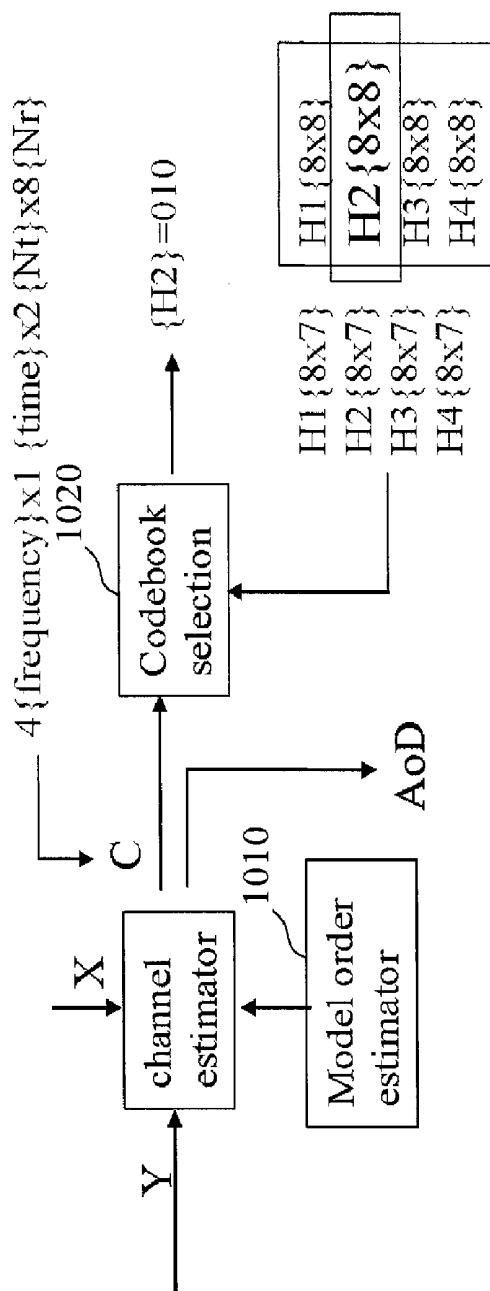 4{frequency}x1 {time}x2{Nt}x8{Nr}
X
Y
channel
estimator
C
1020
Codebook
selection
{H2}=010
1010
Model order
estimator
AoD
H1{8x7}
H2{8x7}
H3{8x7}
H4{8x7}
H1{8x8}
H2{8x8}
H3{8x8}
H4{8x8}